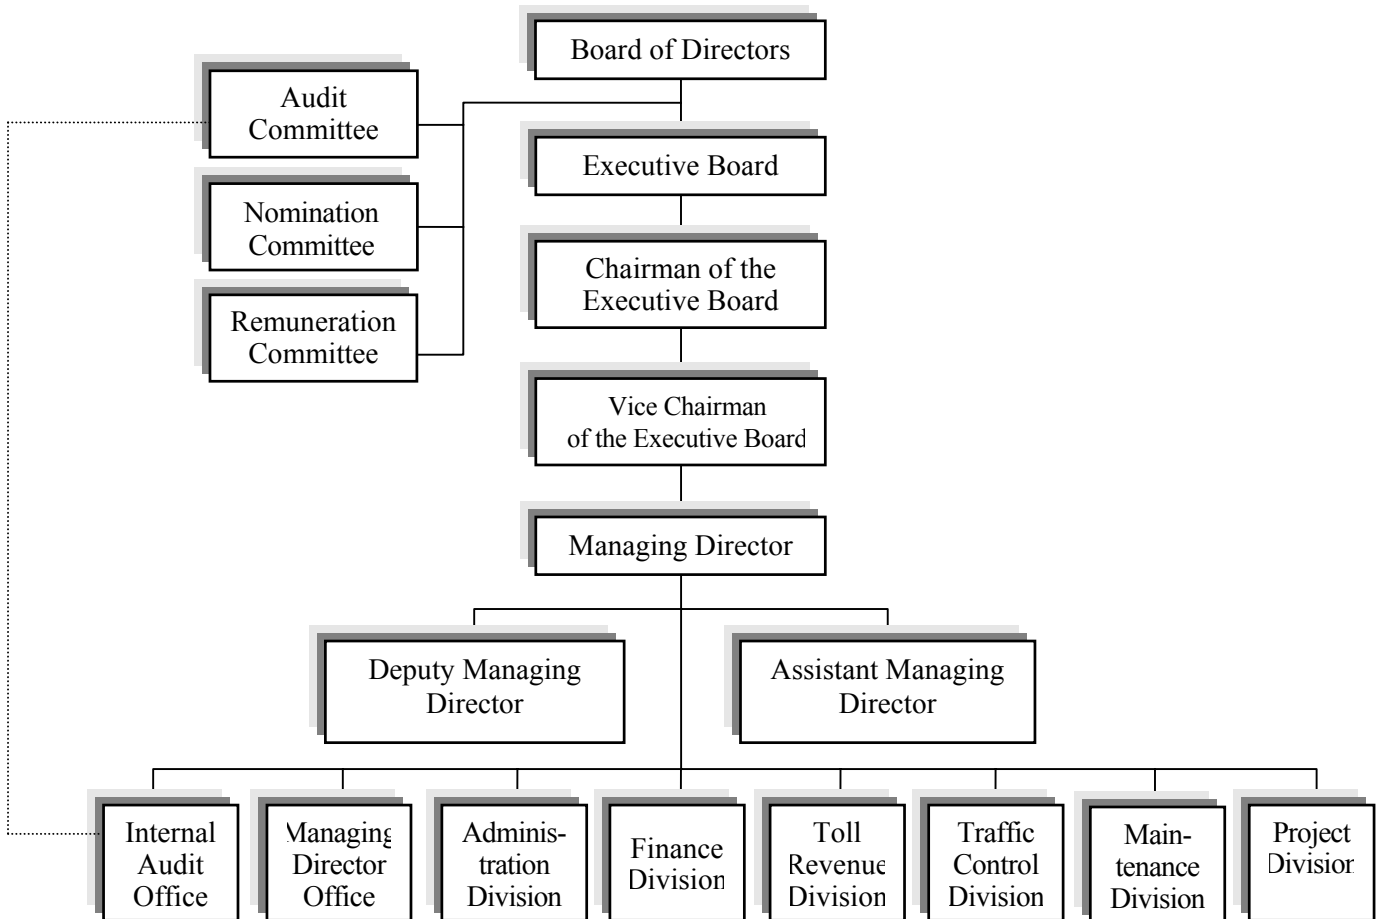 Board of Directors
Audit
Committee
Executive Board
Nomination
Committee
Chairman of the
Executive Board
Remuneration
Committee
Vice Chairman
of the Executive Board
Managing Director
Deputy Managing
Director
Assistant Managing
Director
Internal
Audit
Office
Managing
Director
Office
Adminis-
tration
Division
Finance
Division
Toll
Revenue
Division
Traffic
Control
Division
Main-
tenance
Division
Project
Division